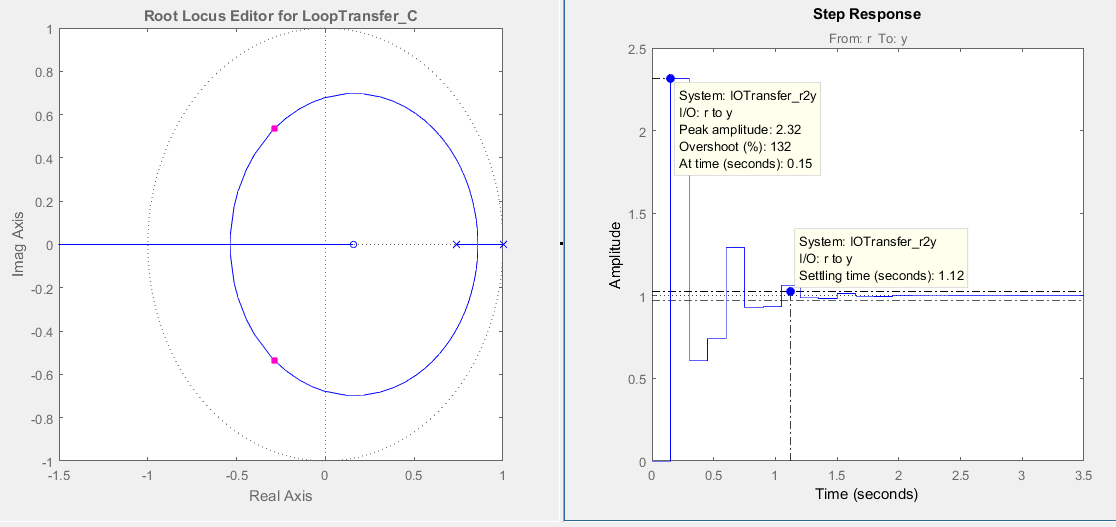 Root Locus Editor for LoopTransfer_C
1
0.8
0.6
0.4
0.2
0
-0.2
-0.4
-0.6
-0.8
-1
-1.5
-1
-0.5
0
0.5
1
Imag Axis
Real Axis
Step Response
From: r To: y
2.5
2
1.5
1
0.5
0
System: IOTransfer_r2y
I/O: r to y
Peak amplitude: 2.32
Overshoot (%): 132
At time (seconds): 0.15
System: IOTransfer_r2y
I/O: r to y
Settling time (seconds): 1.12
0
0.5
1
1.5
2
2.5
3
3.5
Amplitude
Time (seconds)